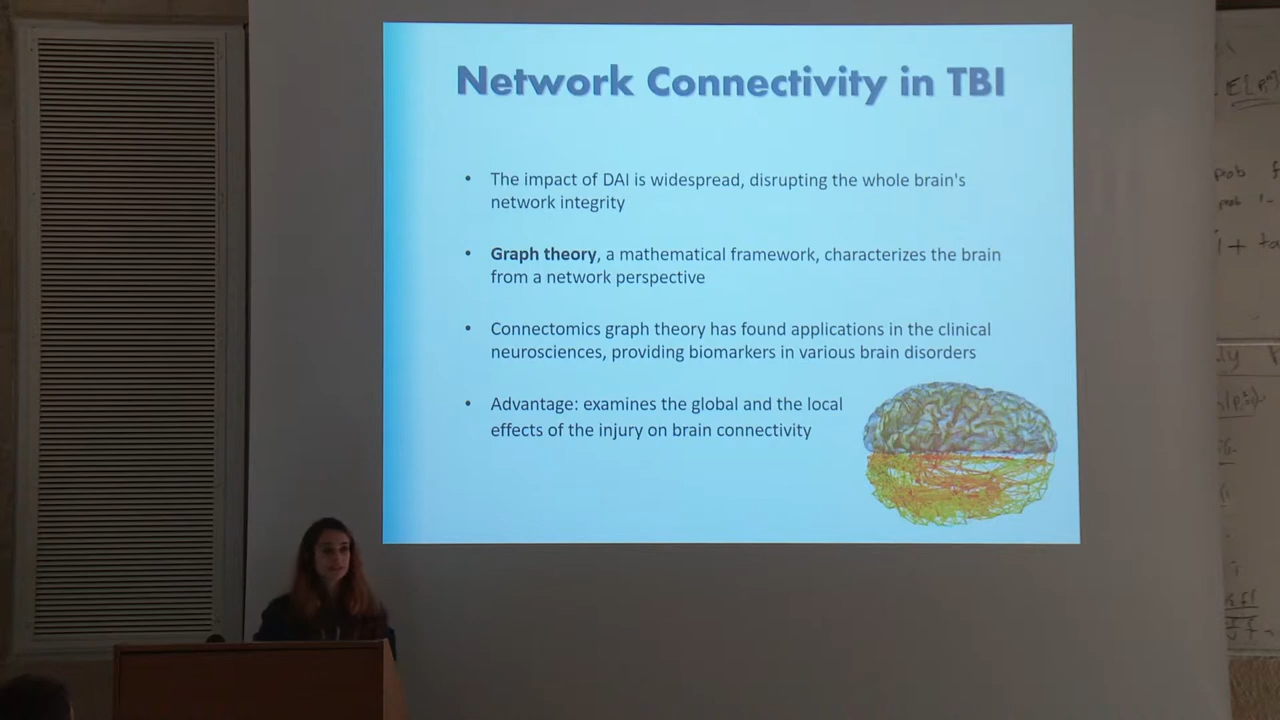 Network Connectivity in TBI
• The impact of DAI is widespread, disrupting the whole brain's
network integrity
• Graph theory, a mathematical framework, characterizes the brain
from a network perspective
• Connectomics graph theory has found applications in the clinical
neurosciences, providing biomarkers in various brain disorders
• Advantage: examines the global and the local
effects of the injury on brain connectivity
prob
prob